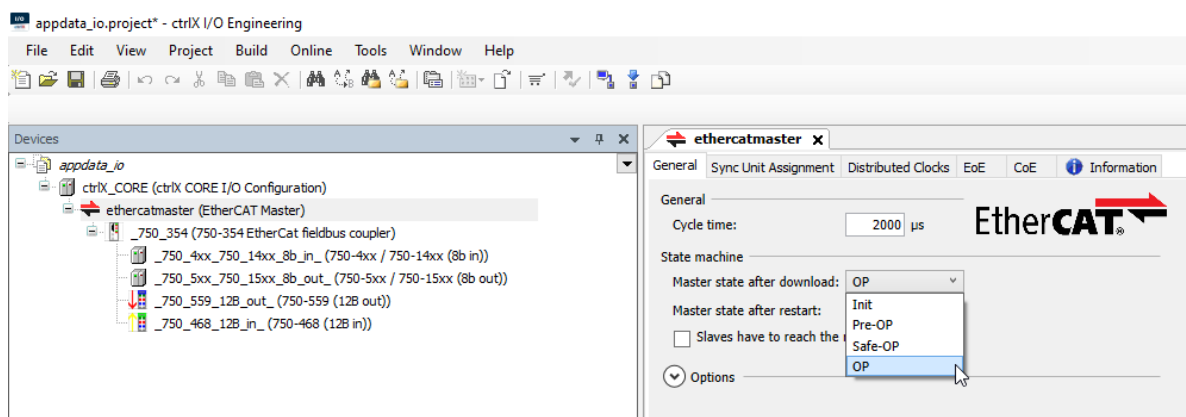 I/O appdata_io.project* - ctrlX I/O Engineering
File Edit View Project Build Online Tools Window Help
Devices
appdata_io
ctrlX_CORE (ctrlX CORE I/O Configuration)
ethercatmaster (EtherCAT Master)
_750_354 (750-354 EtherCat fieldbus coupler)
_750_4xx_750_14xx_8b_in_ (750-4xx / 750-14xx (8b in))
_750_5xx_750_15xx_8b_out_ (750-5xx / 750-15xx (8b out))
_750_559_12B_out_ (750-559 (12B out))
_750_468_12B_in_ (750-468 (12B in))
ethercatmaster
General Sync Unit Assignment Distributed Clocks EoE CoE Information
General
Cycle time: 2000 µs
EtherCAT®
State machine
Master state after download: OP
Master state after restart:
Slaves have to reach the
Init
Pre-OP
Safe-OP
OP
Options